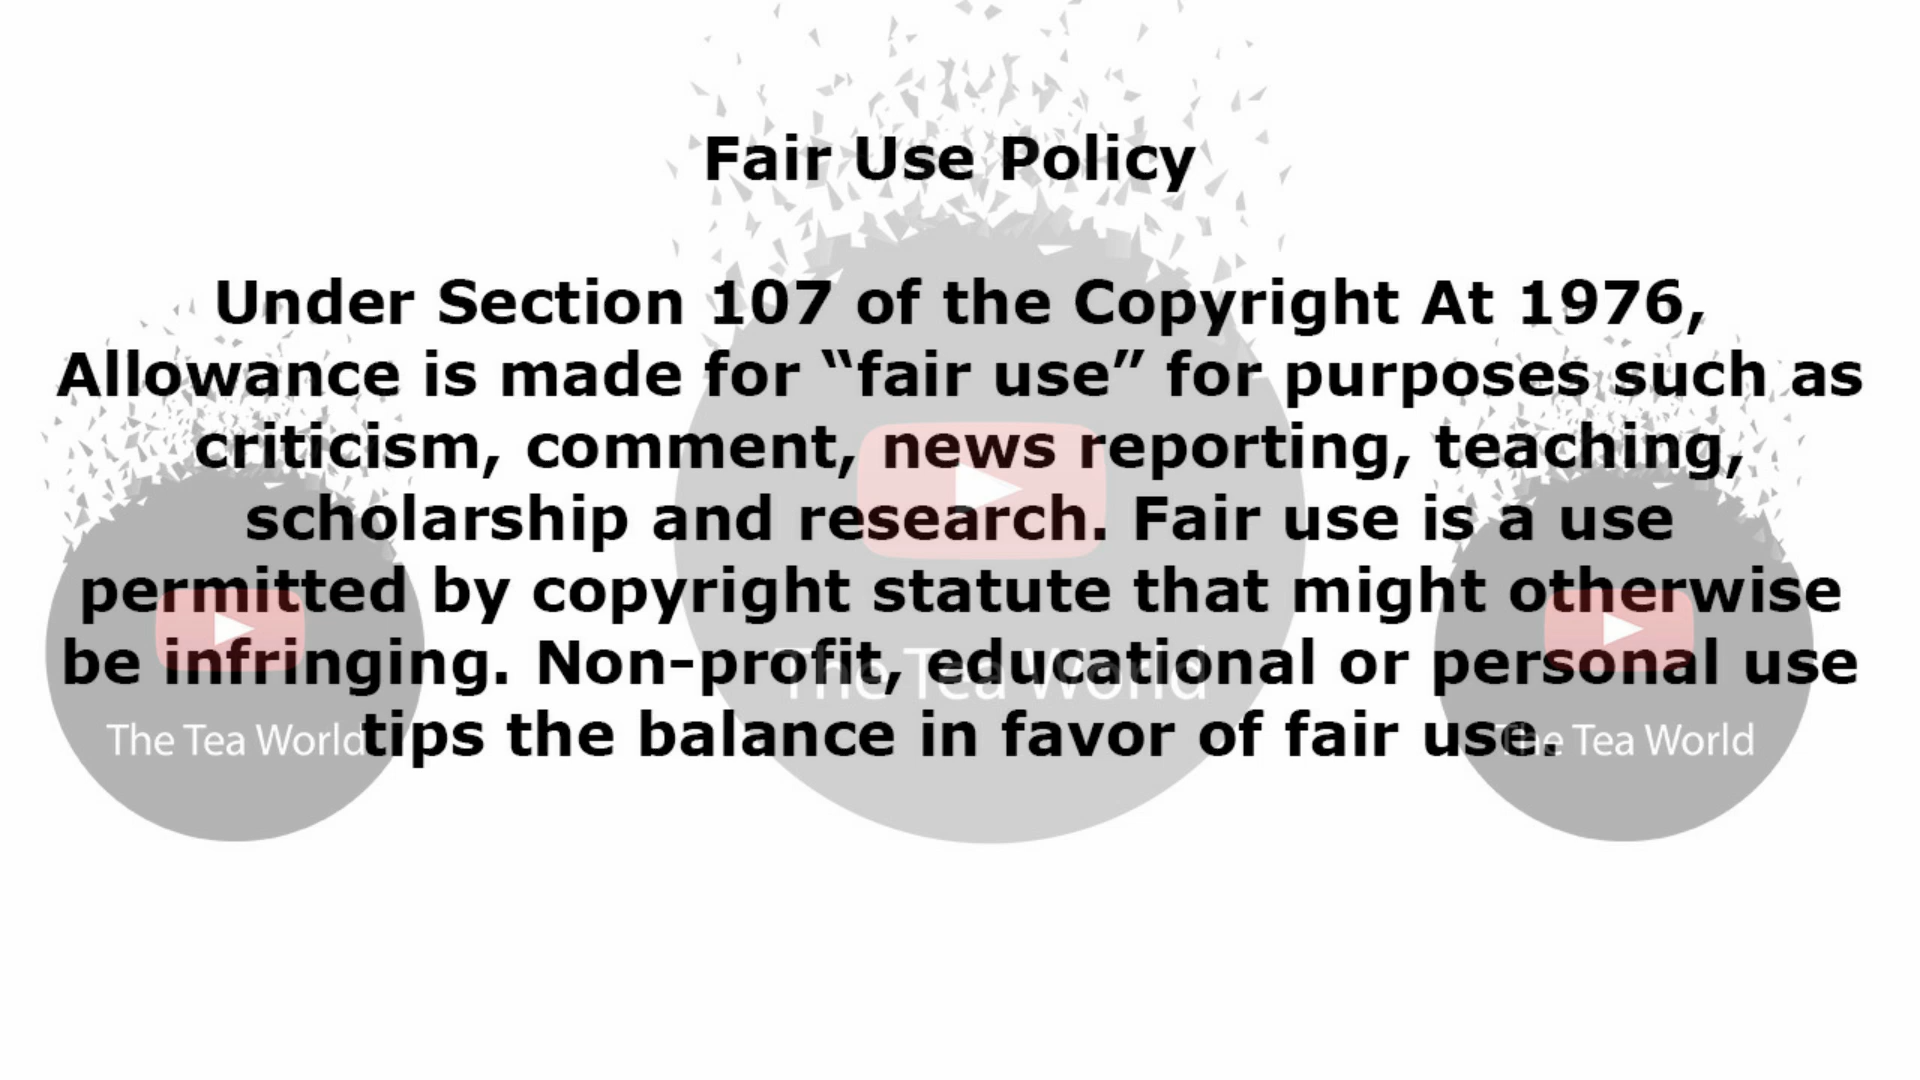 Fair Use Policy
Under Section 107 of the Copyright At 1976,
Allowance is made for “fair use” for purposes such as
criticism, comment, news reporting, teaching,
scholarship and research. Fair use is a use
permitted by copyright statute that might otherwise
be infringing. Non-profit, educational or personal use
tips the balance in favor of fair use.
The Tea World
The Tea World
The Tea World